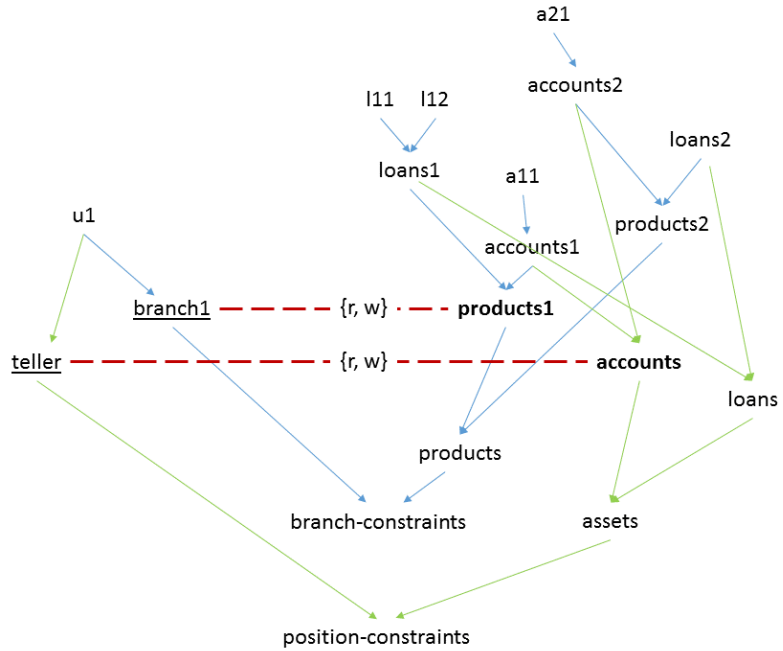 a21
accounts2
l11 l12
loans2
loans1
a11
u1
products2
accounts1
branch1 {r, w} products1
teller {r, w} accounts
loans
products
branch-constraints assets
position-constraints